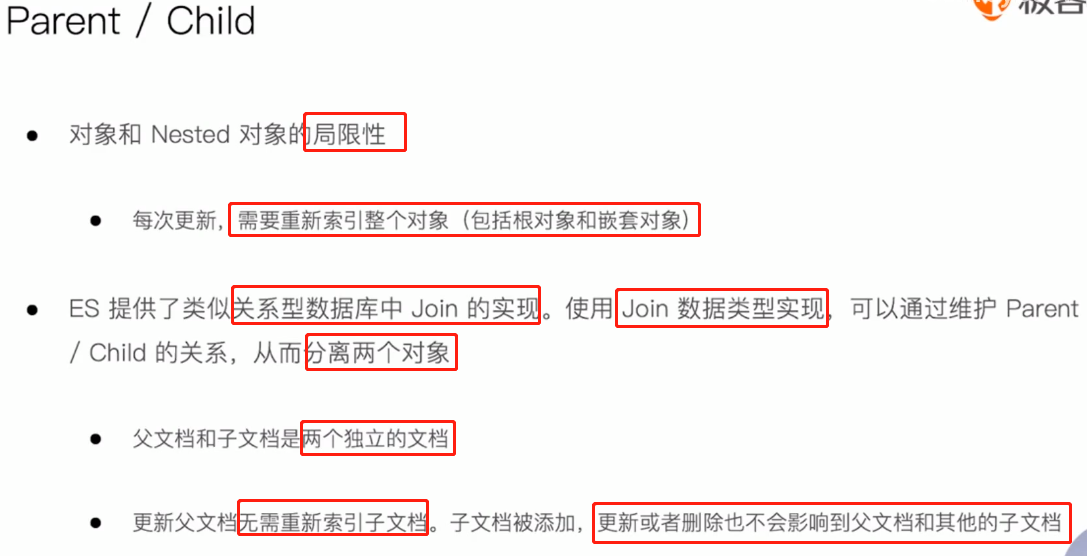 Parent / Child
极客
● 对象和 Nested 对象的局限性
● 每次更新, 需要重新索引整个对象（包括根对象和嵌套对象）
● ES 提供了类似关系型数据库中 Join 的实现。使用 Join 数据类型实现，可以通过维护 Parent
/ Child 的关系，从而分离两个对象
● 父文档和子文档是两个独立的文档
● 更新父文档无需重新索引子文档。子文档被添加，更新或者删除也不会影响到父文档和其他的子文档